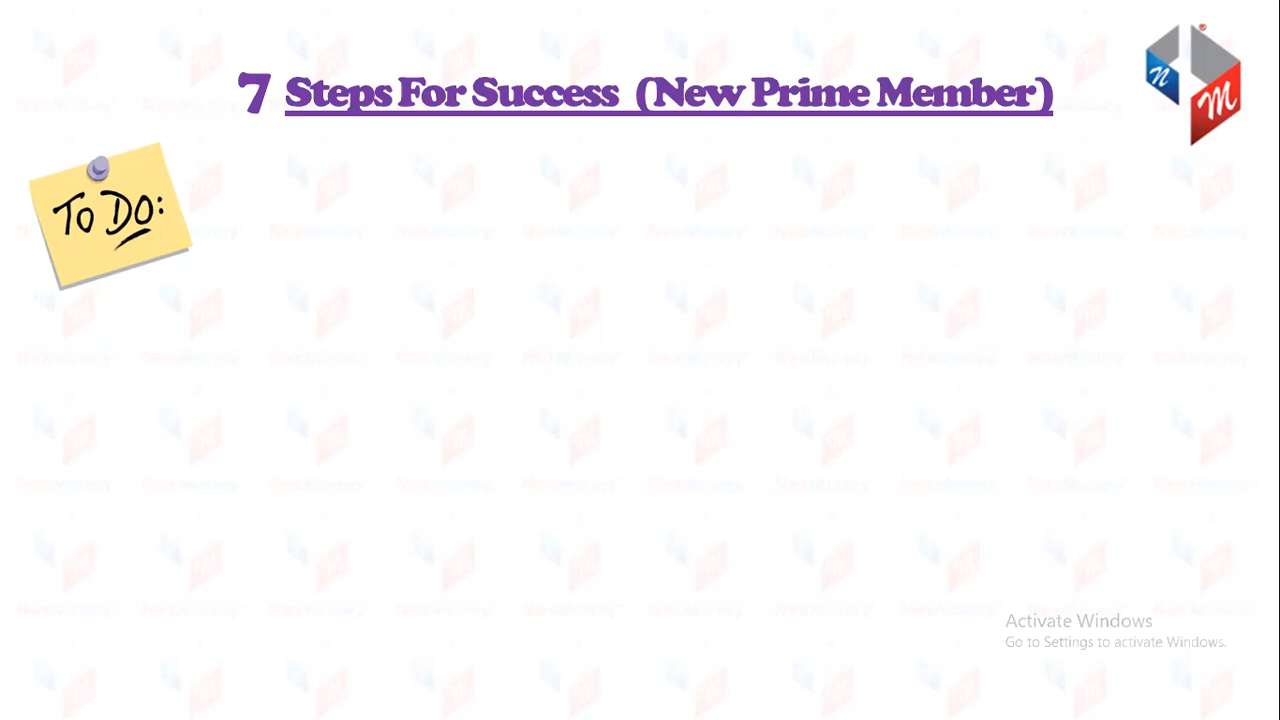 7 Steps For Success (New Prime Member)
To Do:
n
m
Activate Windows
Go to Settings to activate Windows.